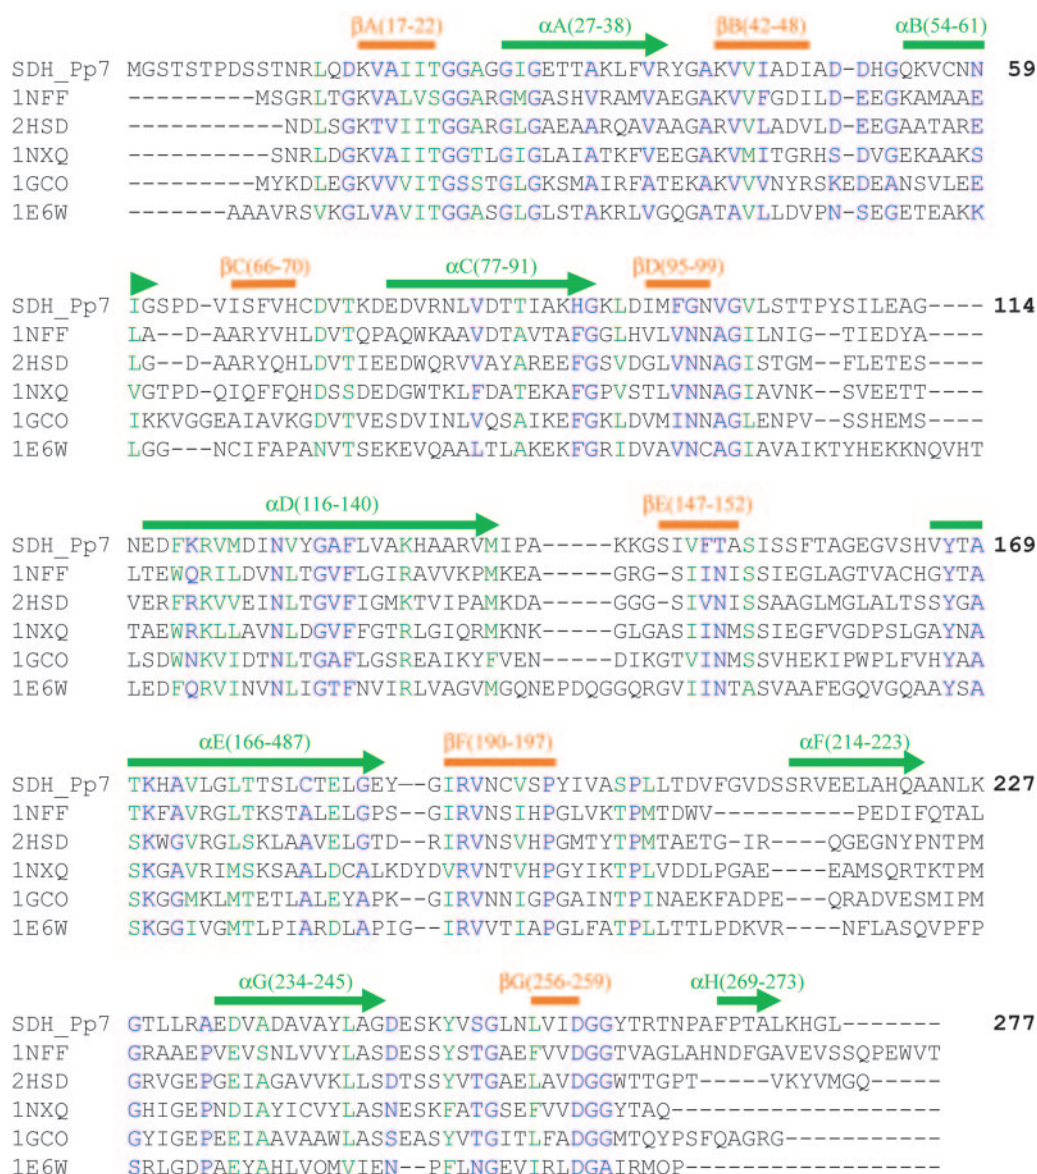 βA(17-22) αA(27-38) βB(42-48) αB(54-61)
SDH_Pp7 MGSTSTPDSSTNRLQDKVAIITGGAGGIGETTAKLFVRYGAKVVIADIAD-DHGQKVCNN 59
1NFF ---------MSGRLTGKVALVSGGARGMGASHVRAMVAEGAKVVFGDILD-EEGKAMAAE
2HSD -----------NDLSGKTVIITGGARGLGAEAARQAVAAGARVVLADVLD-EEGAATARE
1NXQ ----------SNRLDGKVAIITGGTLGIGLAIATKFVEEGAKVMITGRHS-DVGEKAAKS
1GCO ---------MYKDLEGKVVVITGSSTGLGKSMAIRFATEKAKVVVNYRSKEDEANSVLEE
1E6W -------AAAVRSVKGLVAVITGGASGLGLSTAKRLVGQGATAVLLDVPN-SEGETEAKK
βC(66-70) αC(77-91) βD(95-99)
SDH_Pp7 IGSPD-VISFVHCDVTKDEDVRNLVDTTIAKHGKLDIMFGNVGVLSTTPYSILEAG---- 114
1NFF LA--D-AARYVHLDVTQPAQWKAAVDTAVTAFGGLHVLVNNAGILNIG--TIEDYA----
2HSD LG--D-AARYQHLDVTIEEDWQRVVAYAREEFGSVDGLVNNAGISTGM--FLETES----
1NXQ VGTPD-QIQFFQHDSSDEDGWTKLFDATEKAFGPVSTLVNNAGIAVNK--SVEETT----
1GCO IKKVGGEAIAVKGDVTVESDVINLVQSAIKEFGKLDVMINNAGLENPV--SSHEMS----
1E6W LGG---NCIFAPANVTSEKEVQAALTLAKEKFGRIDVAVNCAGIAVAIKTYHEKKNQVHT
αD(116-140) βE(147-152)
SDH_Pp7 NEDFKRVMDINVYGAFLVAKHAARVMIPA-----KKGSIVFTASISSFTAGEGVSHVYTA 169
1NFF LTEWQRILDVNLTGVFLGIRAVVKPMKEA-----GRG-SIINISSIEGLAGTVACHGYTA
2HSD VERFRKVVEINLTGVFIGMKTVIPAMKDA-----GGG-SIVNISSAAGLMGLALTSSYGA
1NXQ TAEWRKLLAVNLDGVFFGTRLGIQRMKNK-----GLGASIINMSSIEGFVGDPSLGAYNA
1GCO LSDWNKVIDTNLTGAFLGSREAIKYFVEN-----DIKGTVINMSSVHEKIPWPLFVHYAA
1E6W LEDFQRVINVNLIGTFNVIRLVAGVMGQNEPDQGGQRGVIINTASVAAFEGQVGQAAYSA
αE(166-487) βF(190-197) αF(214-223)
SDH_Pp7 TKHAVLGLTTSLCTELGEY--GIRVNCVSPYIVASPLLTDVFGVDSSRVEELAHQAANLK 227
1NFF TKFAVRGLTKSTALELGPS--GIRVNSIHPGLVKTPMTDWV---------PEDIFQTAL
2HSD SKWGVRGLSKLAAVELGTD--RIRVNSVHPGMTYTPMTAETG-IR---QGEGNYPNTPM
1NXQ SKGAVRIMSKSAALDCALKDYDVRVNTVHPGYIKTPLVDDLPGAE----EAMSQRTKTPM
1GCO SKGGMKLMTETLALEYAPK--GIRVNNIGPGAINTPINAEKFADPE---QRADVESMIPM
1E6W SKGGIVGMTLPIARDLAPIG--IRVVTIAPGLFATPLLTTLPDKVR----NFLASQVPFP
αG(234-245) βG(256-259) αH(269-273)
SDH_Pp7 GTLLRAEDVADAVAYLAGDESKYVSGLNLVIDGGYTRTNPAFPTALKHGL------- 277
1NFF GRAAEPVEVSNLVVYLASDESSYSTGAEFVVDGGTVAGLAHNDFGAVEVSSQPEWVT
2HSD GRVGEPGEIAGAVVKLLSDTSSYVTGAELAVDGGWTTGPT-----VKYVMGQ-----
1NXQ GHIGEPNDIAYICVYLASNESKFATGSEFVVDGGYTAQ-----------------
1GCO GYIGEPEEIAAVAAWLASSEASYVTGITLFADGGMTQYPSFQAGRG-----------
1E6W SRLGDPAEYAHLVQMVIEN--PFLNGEVIRLDGAIRMQP----------------